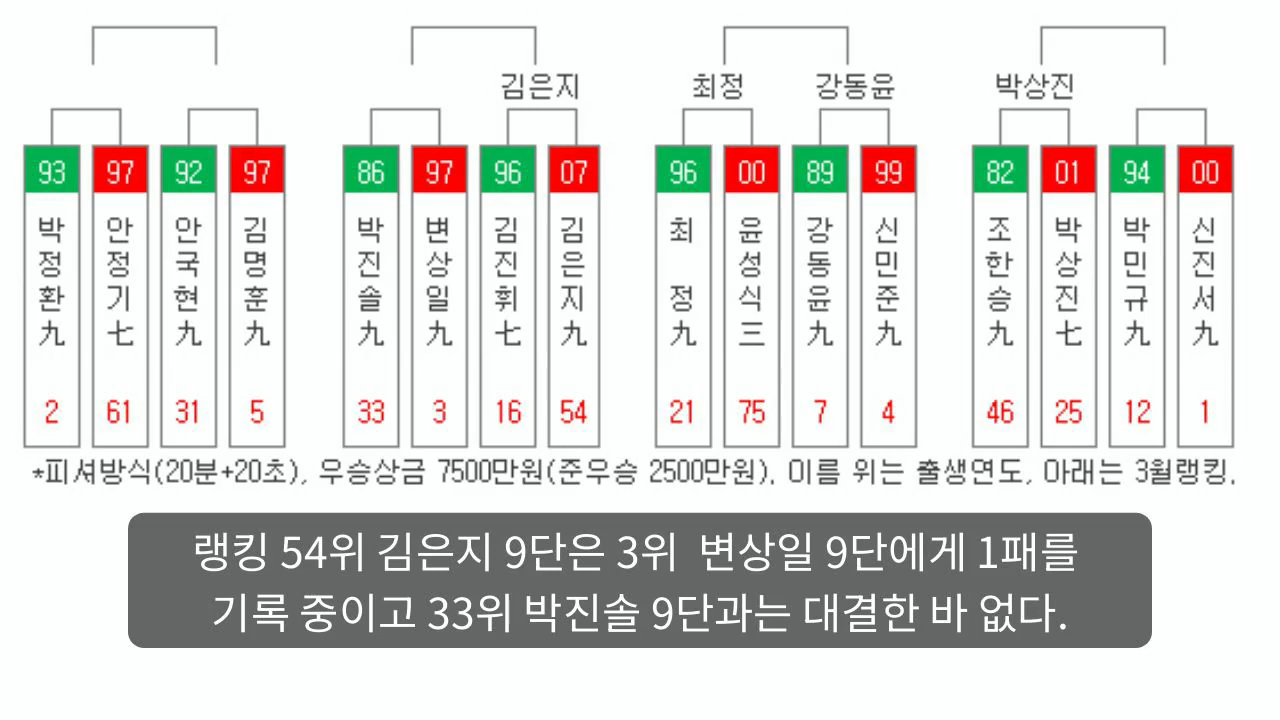 김은지 최정 강동윤 박상진
93 97 92 97 86 97 96 07 96 00 89 99 82 01 94 00
박정환九 안정기七 안국현九 김명훈九 박진솔九 변상일九 김진휘七 김은지九 최 정九 윤성식三 강동윤九 신민준九 조한승九 박상진七 박민규九 신진서九
2 61 31 5 33 3 16 54 21 75 7 4 46 25 12 1
*피셔방식(20분+20초), 우승상금 7500만원(준우승 2500만원), 이름 위는 출생연도, 아래는 3월랭킹.
랭킹 54위 김은지 9단은 3위 변상일 9단에게 1패를
기록 중이고 33위 박진솔 9단과는 대결한 바 없다.